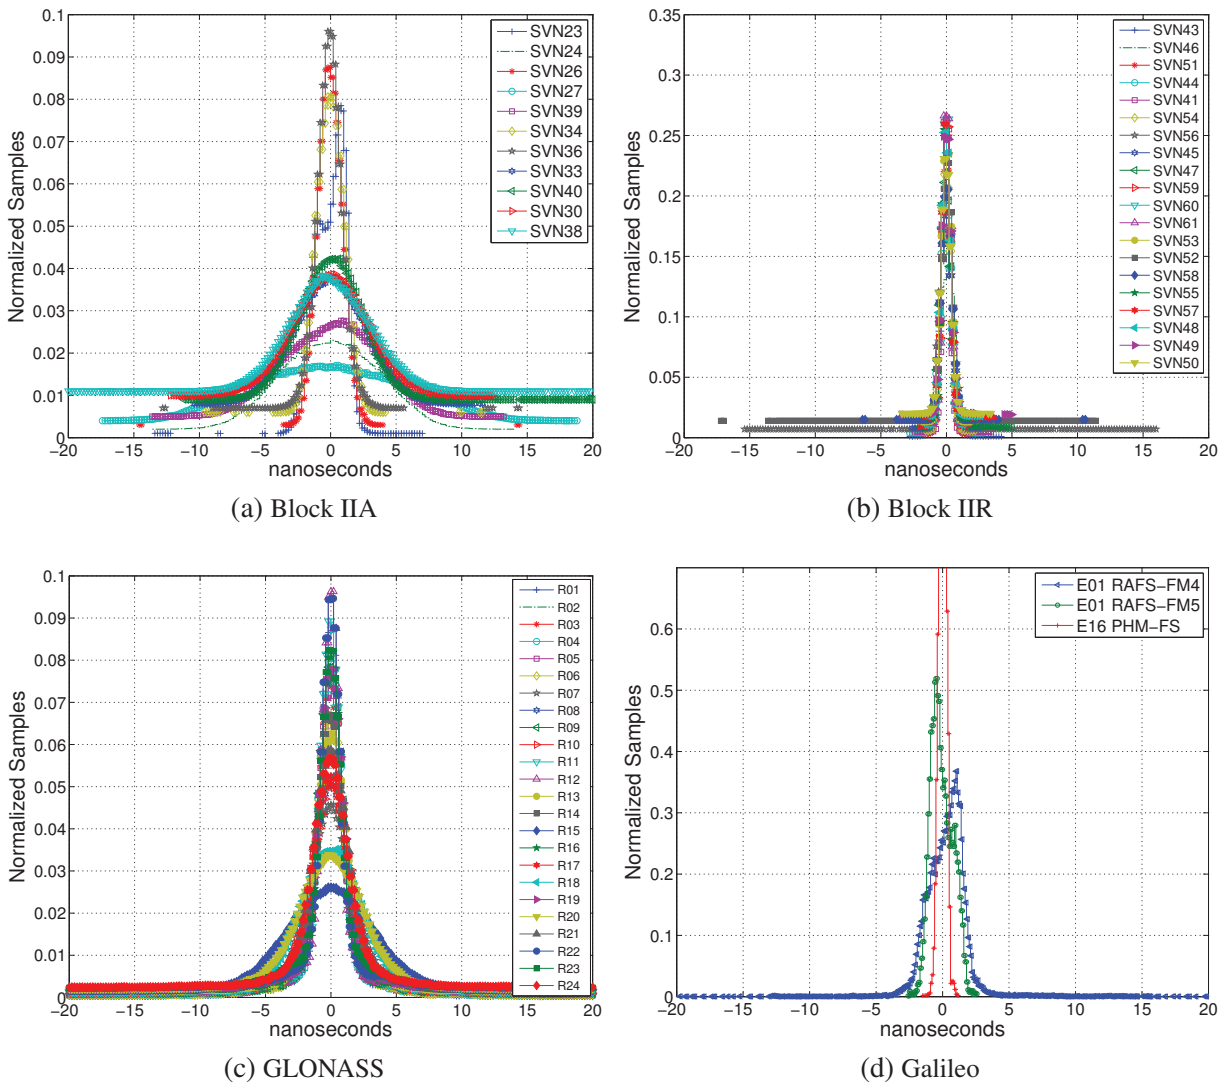 0.1
0.09
0.08
0.07
0.06
0.05
0.04
0.03
0.02
0.01
0
Normalized Samples
−20 −15 −10 −5 0 5 10 15 20
nanoseconds
SVN23
SVN24
SVN26
SVN27
SVN39
SVN34
SVN36
SVN33
SVN40
SVN30
SVN38
(a) Block IIA
0.35
0.3
0.25
0.2
0.15
0.1
0.05
0
Normalized Samples
−20 −15 −10 −5 0 5 10 15 20
nanoseconds
SVN43
SVN46
SVN51
SVN44
SVN41
SVN54
SVN56
SVN45
SVN47
SVN59
SVN60
SVN61
SVN53
SVN52
SVN58
SVN55
SVN57
SVN48
SVN49
SVN50
(b) Block IIR
0.1
0.09
0.08
0.07
0.06
0.05
0.04
0.03
0.02
0.01
0
Normalized Samples
−20 −15 −10 −5 0 5 10 15 20
nanoseconds
R01
R02
R03
R04
R05
R06
R07
R08
R09
R10
R11
R12
R13
R14
R15
R16
R17
R18
R19
R20
R21
R22
R23
R24
(c) GLONASS
0.6
0.5
0.4
0.3
0.2
0.1
0
Normalized Samples
−20 −15 −10 −5 0 5 10 15 20
nanoseconds
E01 RAFS−FM4
E01 RAFS−FM5
E16 PHM−FS
(d) Galileo